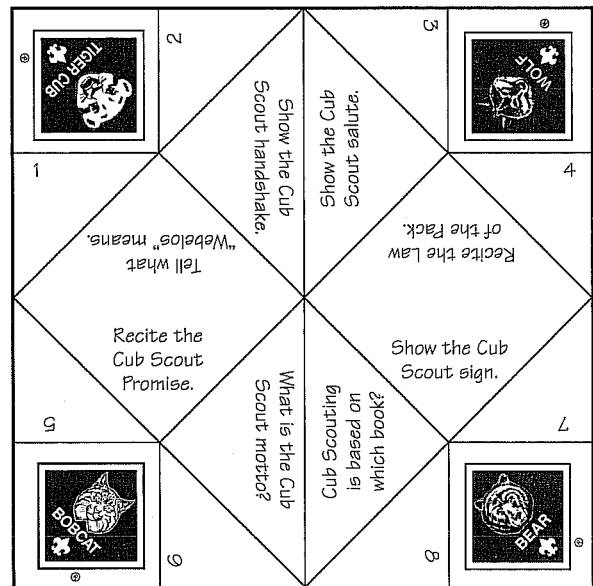 TIGER CUB
2
3
WOLF
1
4
Show the Cub
Scout handshake.
Show the Cub
Scout salute.
Tell what
"Webelos" means.
Recite the Law
of the Pack.
Recite the
Cub Scout
Promise.
Show the Cub
Scout sign.
What is the Cub
Scout motto?
Cub Scouting
is based on
which book?
5
7
BOBCAT
6
8
BEAR
®
®
®
®